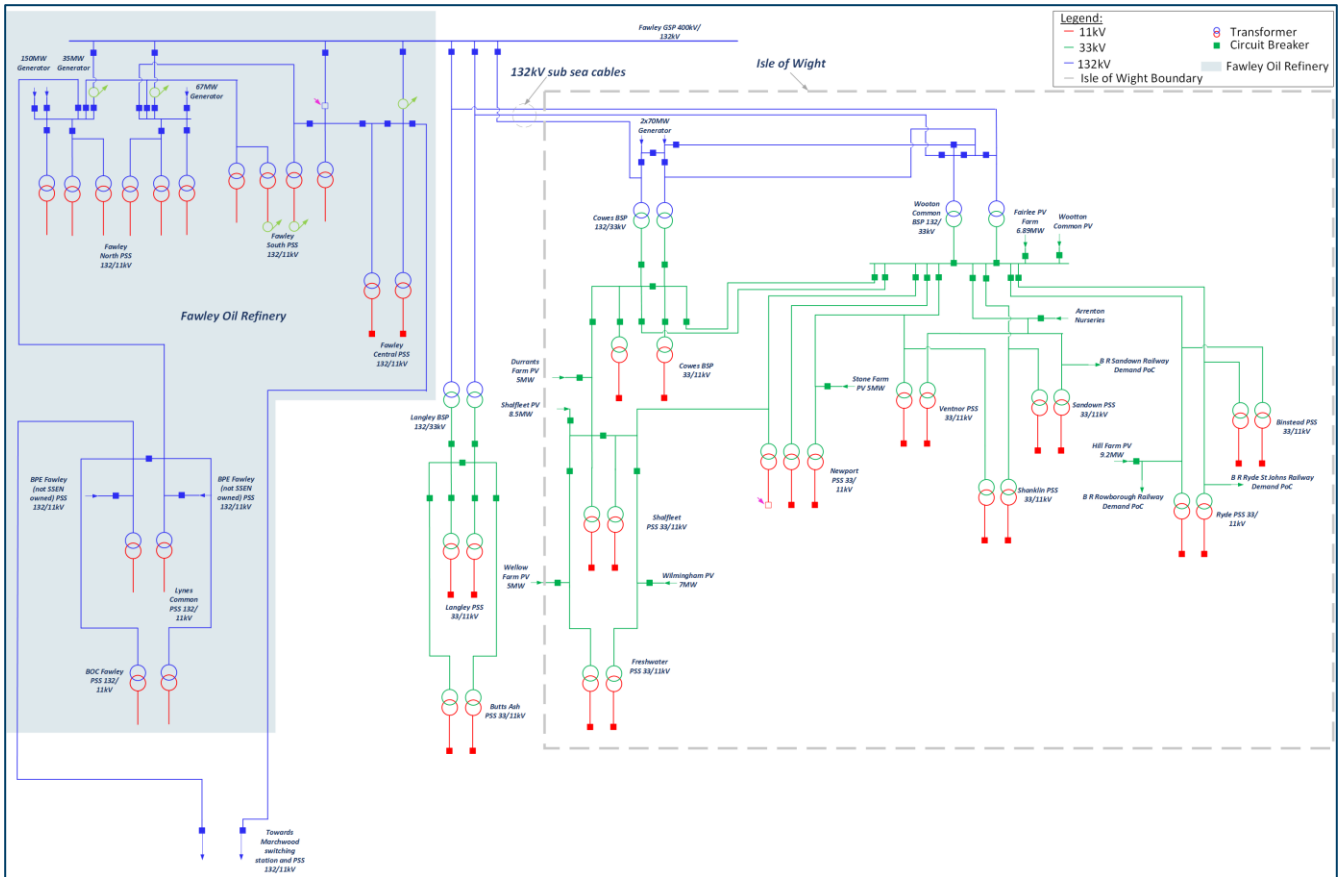 Fawley GSP 400kV/
132kV
Legend:
11kV
33kV
132kV
Isle of Wight Boundary
Transformer
Circuit Breaker
Fawley Oil Refinery
150MW
Generator
35MW
Generator
67MW
Generator
132kV sub sea cables
Isle of Wight
2x70MW
Generator
Cowes BSP
132/33kV
Wooton
Common
BSP 132/
33kV
Fairlee PV
Farm
6.89MW
Wootton
Common PV
Fawley
North PSS
132/11kV
Fawley
South PSS
132/11kV
Fawley Oil Refinery
Fawley
Central PSS
132/11kV
Arrenton
Nurseries
Durrants
Farm PV
5MW
Cowes BSP
33/11kV
Stone Farm
PV 5MW
B R Sandown Railway
Demand PoC
Shalfleet PV
8.5MW
Langley BSP
132/33kV
Ventnor PSS
33/11kV
Sandown PSS
33/11kV
Binstead PSS
33/11kV
Hill Farm PV
9.2MW
Newport
PSS 33/
11kV
B R Ryde St Johns Railway
Demand PoC
BPE Fawley
(not SSEN
owned) PSS
132/11kV
BPE Fawley
(not SSEN
owned) PSS
132/11kV
Shanklin PSS
33/11kV
B R Rowborough Railway
Demand PoC
Ryde PSS 33/
11kV
Shalfleet
PSS 33/11kV
Wellow
Farm PV
5MW
Wilmingham PV
7MW
Lynes
Common
PSS 132/
11kV
Langley PSS
33/11kV
BOC Fawley
PSS 132/
11kV
Freshwater
PSS 33/11kV
Butts Ash
PSS 33/11kV
Towards
Marchwood
switching
station and PSS
132/11kV